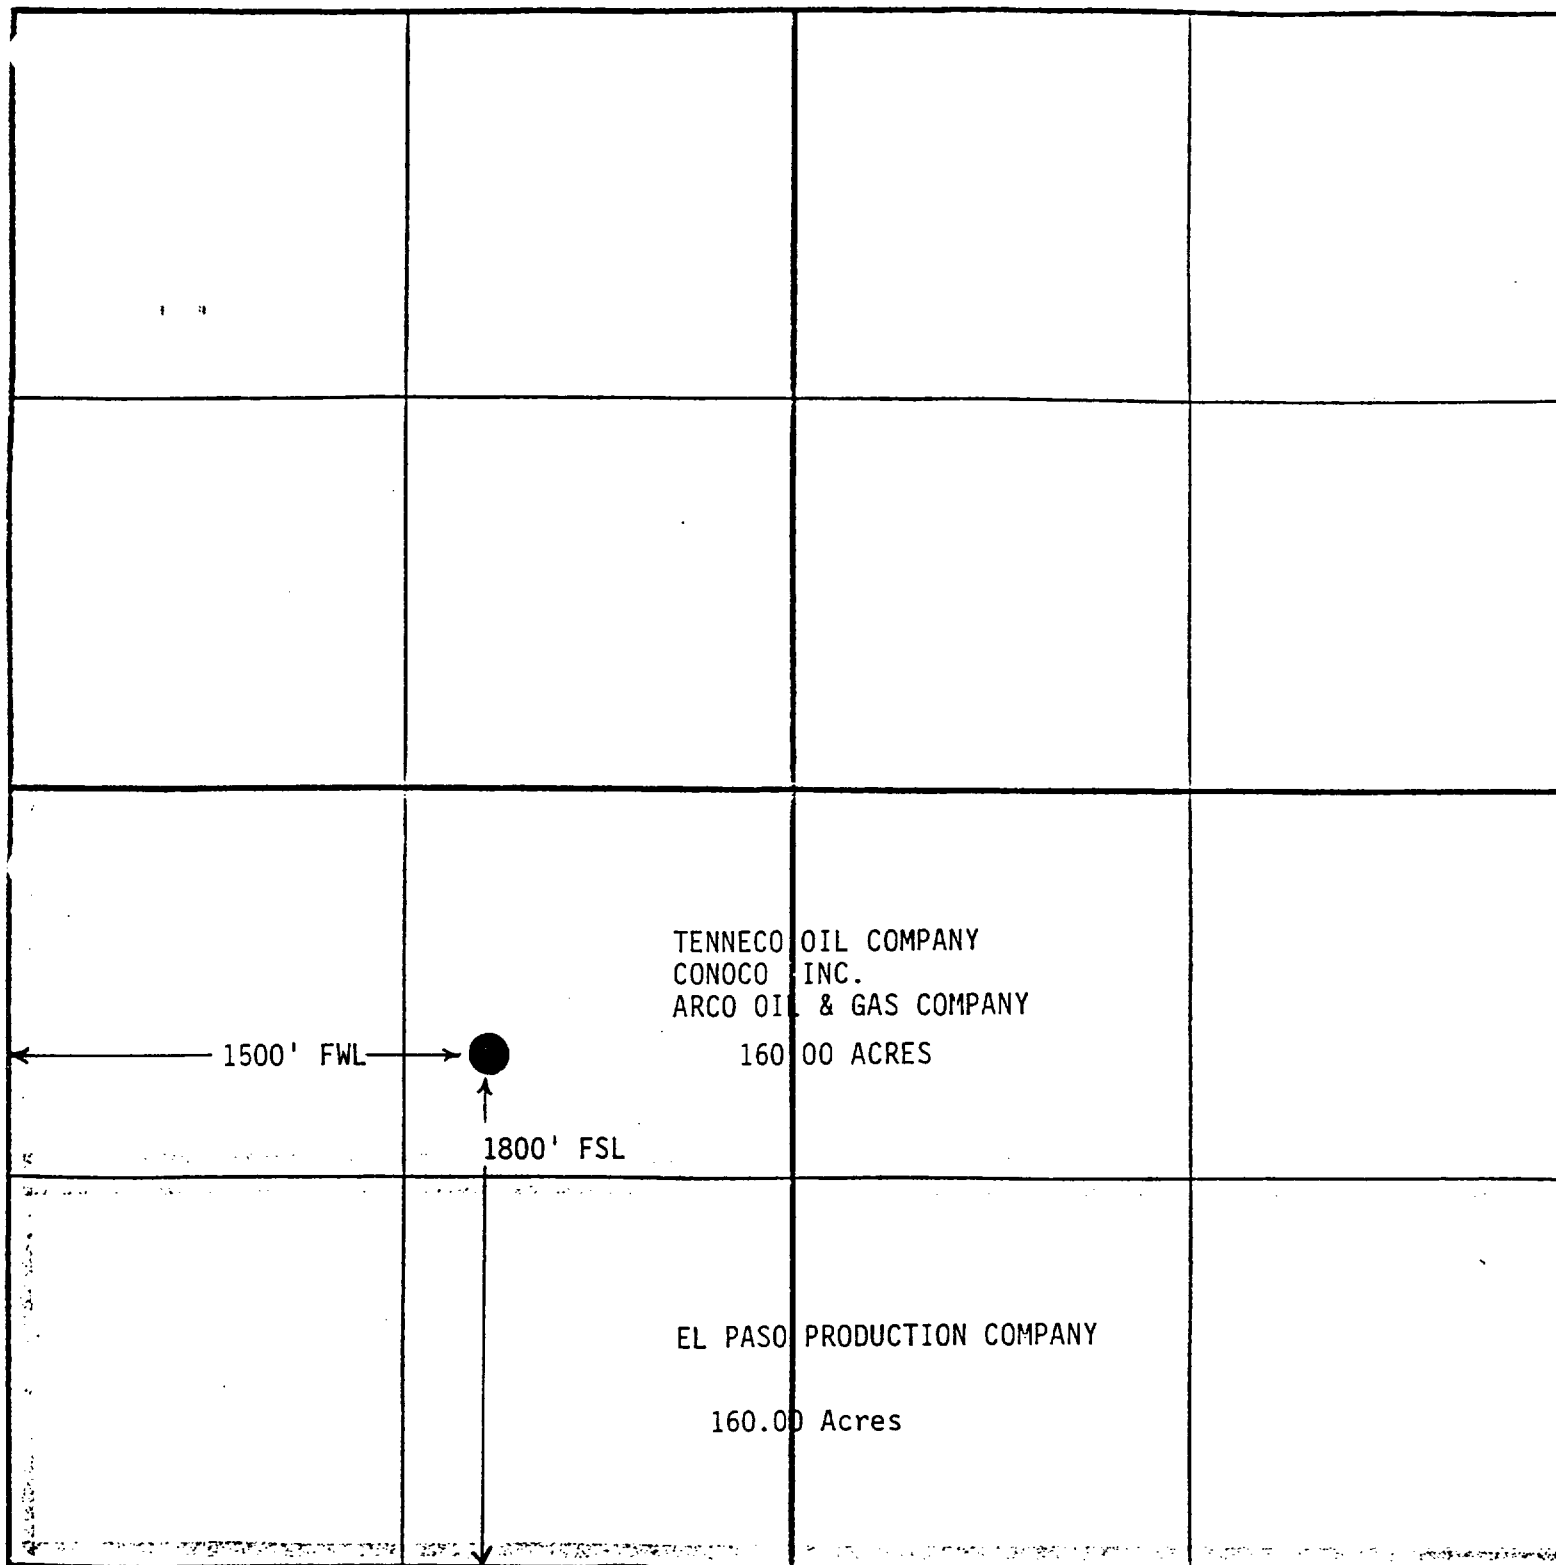 TENNECO OIL COMPANY
CONOCO INC.
ARCO OIL & GAS COMPANY
1500' FWL
160.00 ACRES
1800' FSL
EL PASO PRODUCTION COMPANY
160.00 Acres